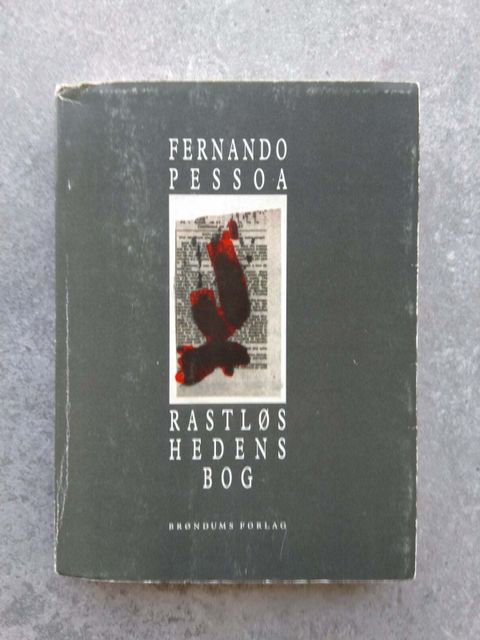 FERNANDO
PESSOA
RASTLØS
HEDENS
BOG
BRØNDUMS FORLAG